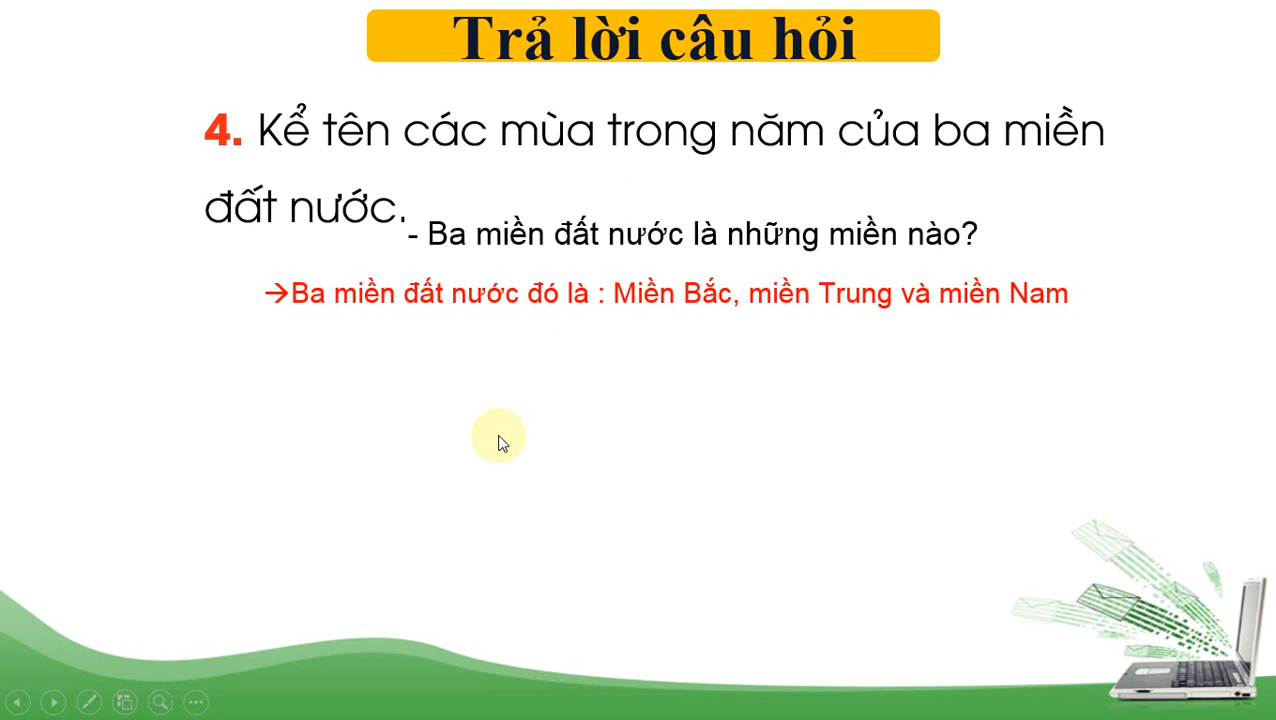 Trả lời câu hỏi
4. Kể tên các mùa trong năm của ba miền
đất nước.
- Ba miền đất nước là những miền nào?
→Ba miền đất nước đó là : Miền Bắc, miền Trung và miền Nam